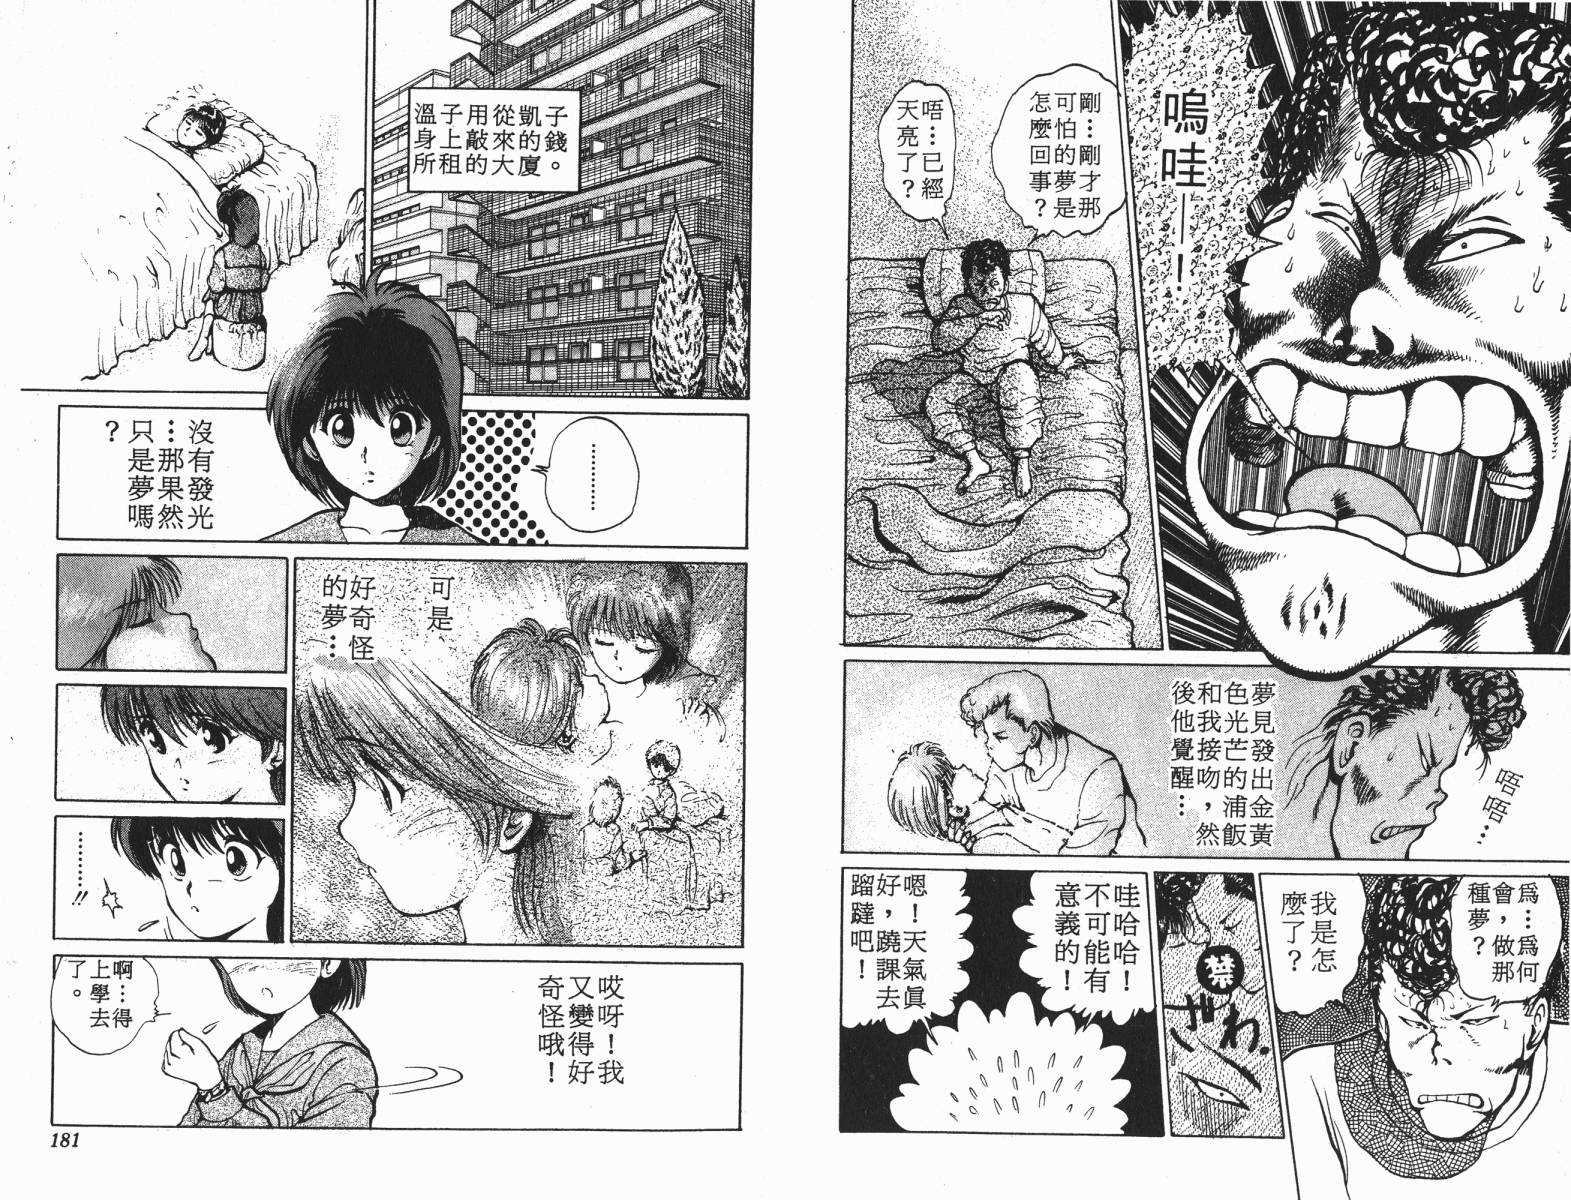 嗚哇──！
剛…剛才那
可怕的夢是
怎麼回事？
唔…已經
天亮了？
唔唔…
夢見發出金黃
色光芒的浦飯
和我接吻，然
後他覺醒…
爲…爲何
會，做那
種夢？
我是怎
麼了？
禁
ざわ
哇哈哈！
不可能有
意義的！
嗯！天氣眞
好，蹺課去
蹓躂吧！
溫子用從凱子
身上敲來的錢
所租的大廈。
…………
沒有發光
…那果然
只是夢嗎
？
可是
好奇怪
的夢…
………!!
哎呀！我
又變得好
奇怪哦！
啊…得
上學去
了。
181